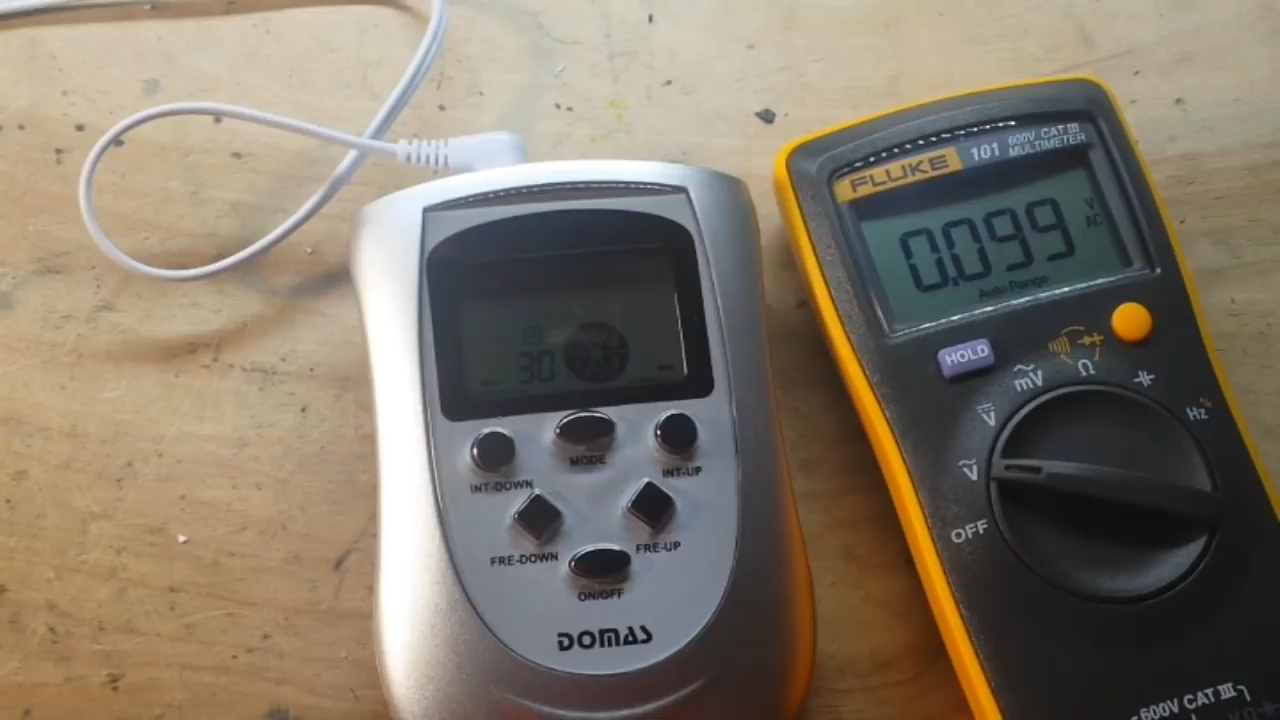 30
MODE
INT-DOWN
INT-UP
FRE-DOWN
FRE-UP
ON/OFF
DOMAS
FLUKE 101 600V CAT III
MULTIMETER
0.099 V AC
Auto Range
HOLD
mV
Ω
Hz %
V
V
OFF
600V CAT III